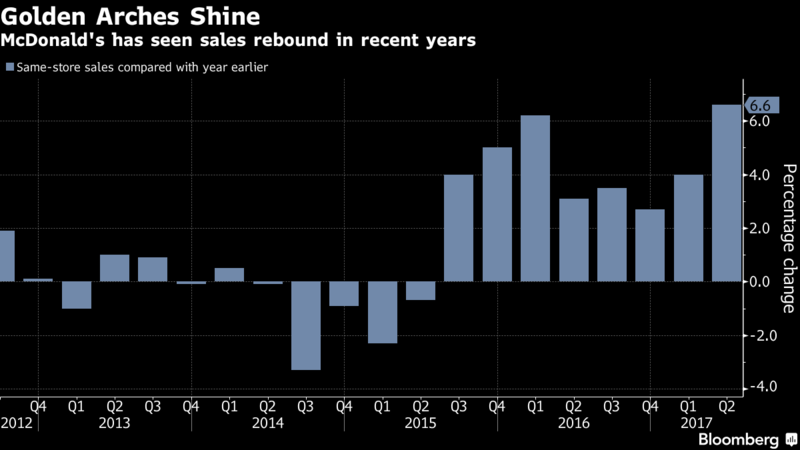 Golden Arches Shine
McDonald's has seen sales rebound in recent years
Same-store sales compared with year earlier
6.6
6.0
4.0
2.0
0.0
-2.0
-4.0
Percentage change
Q4 Q1 Q2 Q3 Q4 Q1 Q2 Q3 Q4 Q1 Q2 Q3 Q4 Q1 Q2 Q3 Q4 Q1 Q2
2012 2013 2014 2015 2016 2017
Bloomberg